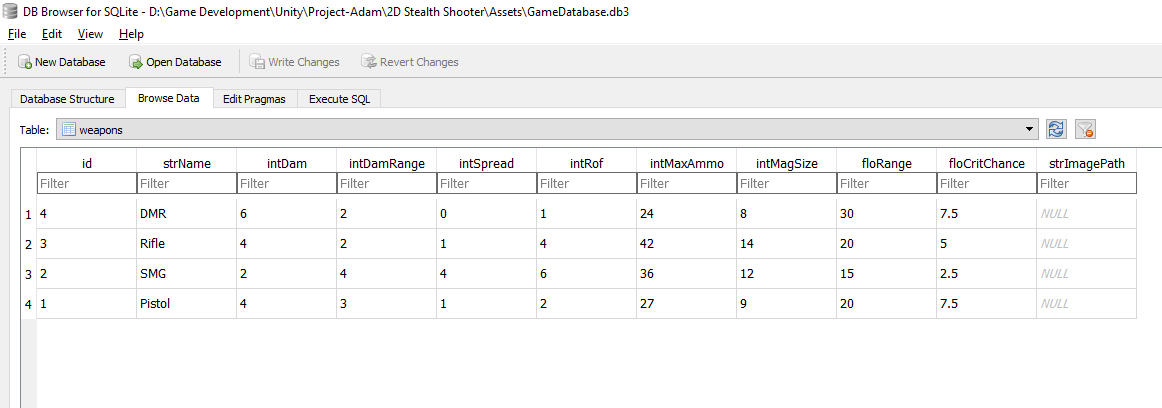 DB Browser for SQLite - D:\Game Development\Unity\Project-Adam\2D Stealth Shooter\Assets\GameDatabase.db3
File Edit View Help
New Database Open Database Write Changes Revert Changes
Database Structure Browse Data Edit Pragmas Execute SQL
Table: weapons
id strName intDam intDamRange intSpread intRof intMaxAmmo intMagSize floRange floCritChance strImagePath
Filter Filter Filter Filter Filter Filter Filter Filter Filter Filter Filter
1 4 DMR 6 2 0 1 24 8 30 7.5 NULL
2 3 Rifle 4 2 1 4 42 14 20 5 NULL
3 2 SMG 2 4 4 6 36 12 15 2.5 NULL
4 1 Pistol 4 3 1 2 27 9 20 7.5 NULL